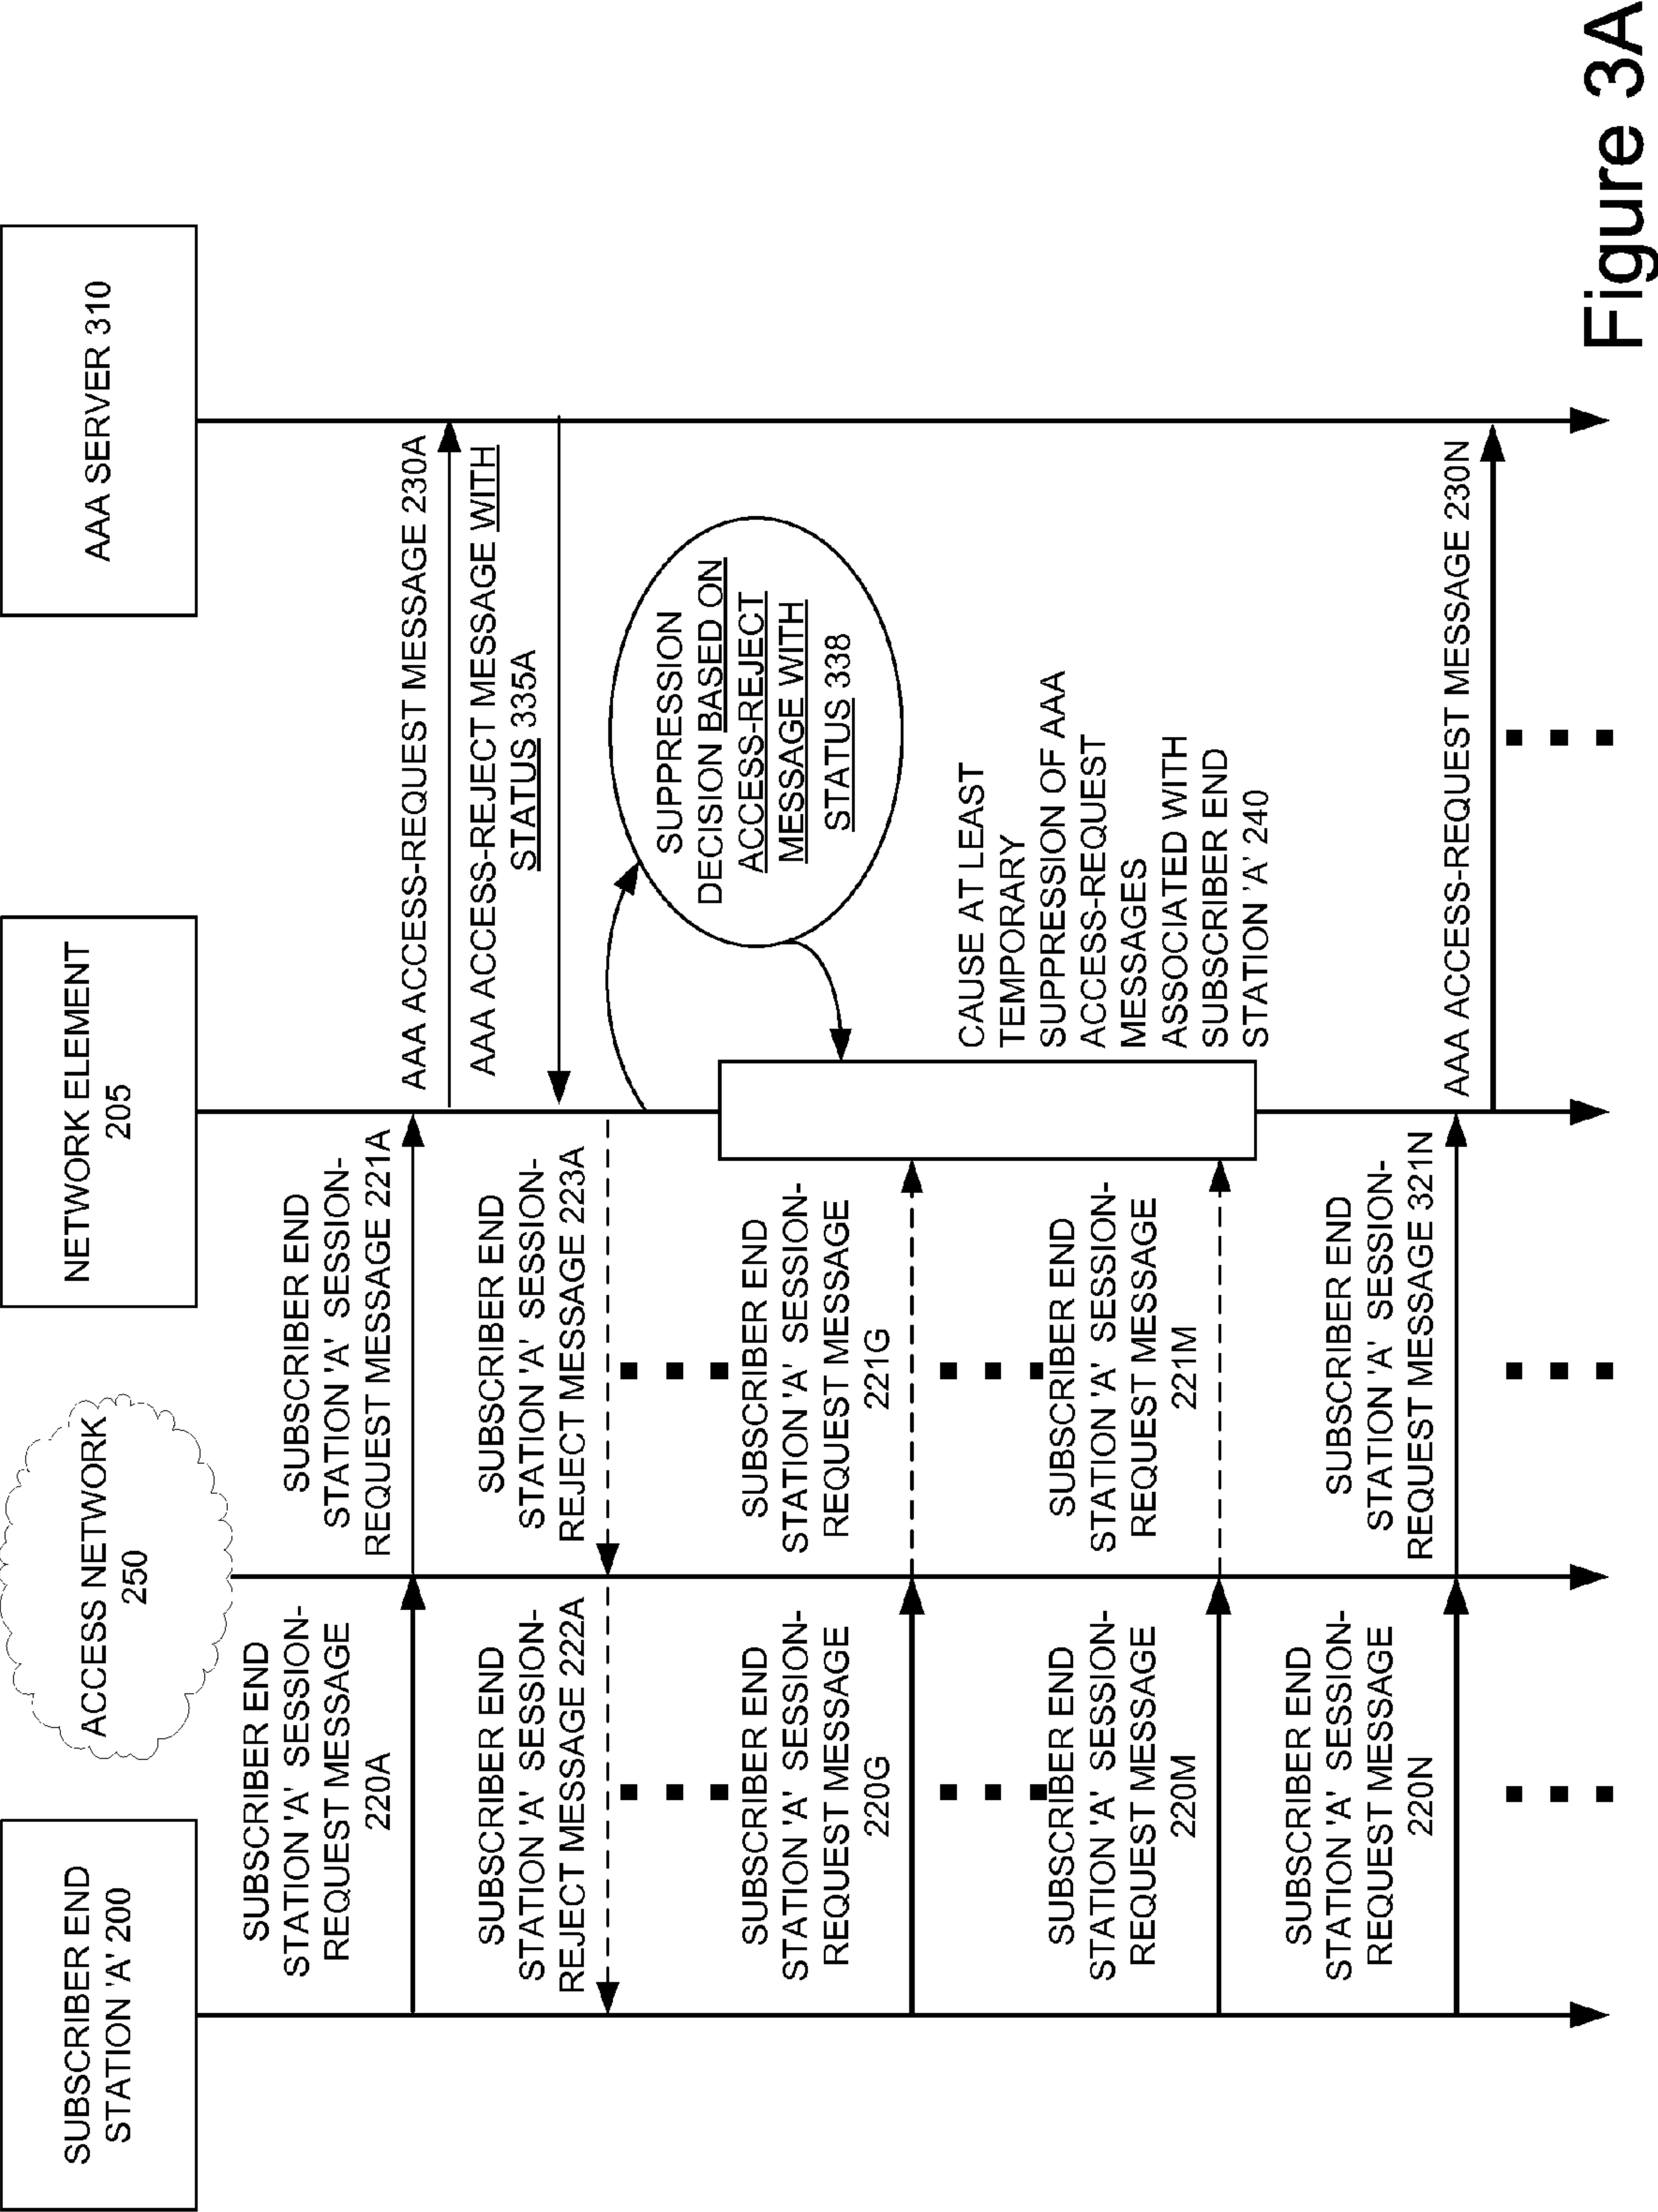 SUBSCRIBER END
STATION 'A' 200
ACCESS NETWORK
250
NETWORK ELEMENT
205
AAA SERVER 310
SUBSCRIBER END
STATION 'A' SESSION-
REQUEST MESSAGE
220A
SUBSCRIBER END
STATION 'A' SESSION-
REQUEST MESSAGE 221A
AAA ACCESS-REQUEST MESSAGE 230A
AAA ACCESS-REJECT MESSAGE WITH
STATUS 335A
SUBSCRIBER END
STATION 'A' SESSION-
REJECT MESSAGE 222A
SUBSCRIBER END
STATION 'A' SESSION-
REJECT MESSAGE 223A
SUPPRESSION
DECISION BASED ON
ACCESS-REJECT
MESSAGE WITH
STATUS 338
SUBSCRIBER END
STATION 'A' SESSION-
REQUEST MESSAGE
220G
SUBSCRIBER END
STATION 'A' SESSION-
REQUEST MESSAGE
221G
CAUSE AT LEAST
TEMPORARY
SUPPRESSION OF AAA
ACCESS-REQUEST
MESSAGES
ASSOCIATED WITH
SUBSCRIBER END
STATION 'A' 240
SUBSCRIBER END
STATION 'A' SESSION-
REQUEST MESSAGE
220M
SUBSCRIBER END
STATION 'A' SESSION-
REQUEST MESSAGE
221M
SUBSCRIBER END
STATION 'A' SESSION-
REQUEST MESSAGE
220N
SUBSCRIBER END
STATION 'A' SESSION-
REQUEST MESSAGE 321N
AAA ACCESS-REQUEST MESSAGE 230N
Figure 3A